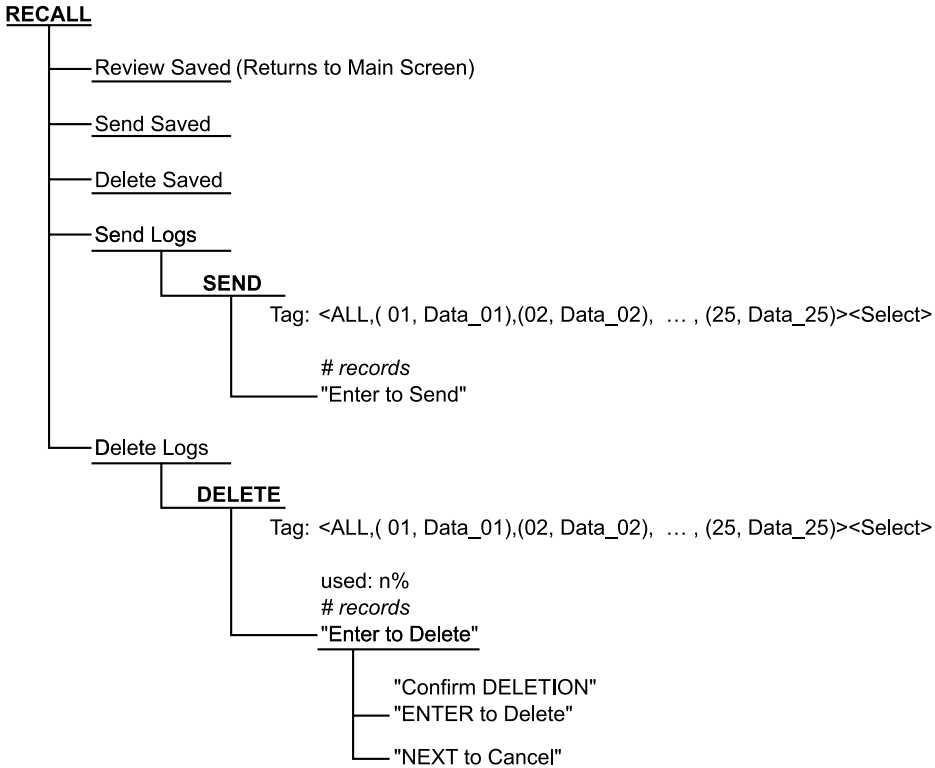 RECALL
Review Saved (Returns to Main Screen)
Send Saved
Delete Saved
Send Logs
SEND
Tag: <ALL,( 01, Data_01),(02, Data_02), … , (25, Data_25)><Select>
# records
"Enter to Send"
Delete Logs
DELETE
Tag: <ALL,( 01, Data_01),(02, Data_02), … , (25, Data_25)><Select>
used: n%
# records
"Enter to Delete"
"Confirm DELETION"
"ENTER to Delete"
"NEXT to Cancel"